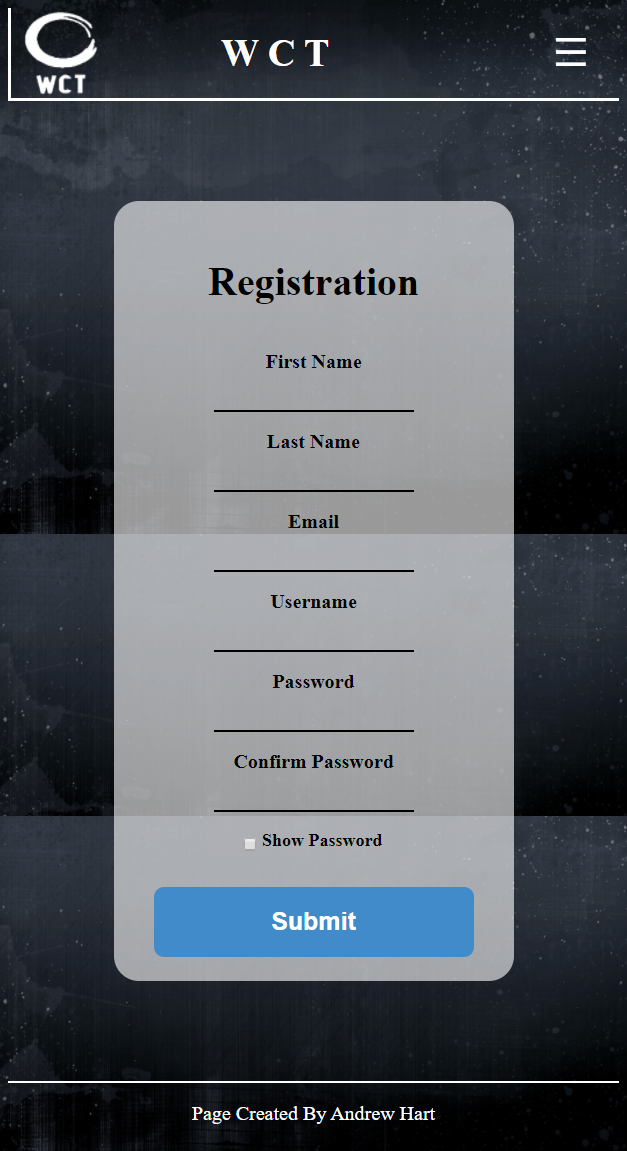 WCT
W C T
Registration
First Name
Last Name
Email
Username
Password
Confirm Password
Show Password
Submit
Page Created By Andrew Hart